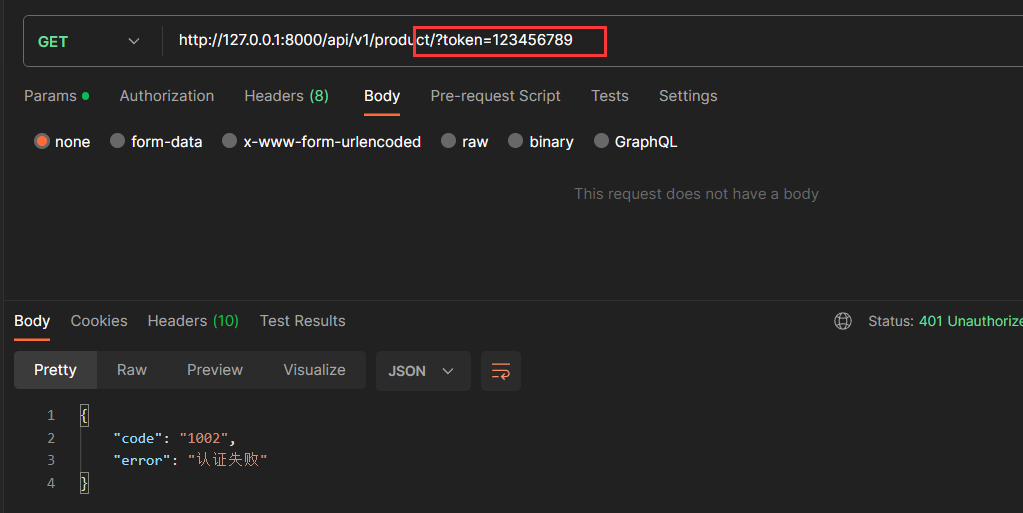 GET http://127.0.0.1:8000/api/v1/product/?token=123456789
Params Authorization Headers (8) Body Pre-request Script Tests Settings
none form-data x-www-form-urlencoded raw binary GraphQL
This request does not have a body
Body Cookies Headers (10) Test Results Status: 401 Unauthorize
Pretty Raw Preview Visualize JSON
1 {
2 "code": "1002",
3 "error": "认证失败"
4 }